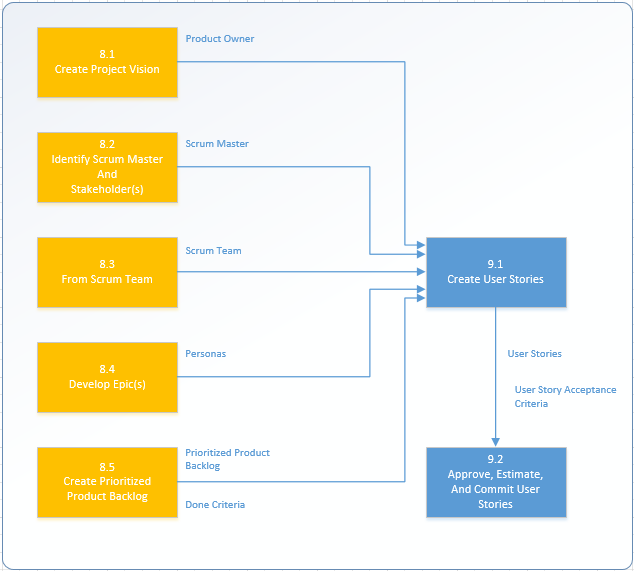 8.1
Create Project Vision
Product Owner
8.2
Identify Scrum Master
And
Stakeholder(s)
Scrum Master
8.3
From Scrum Team
Scrum Team
9.1
Create User Stories
8.4
Develop Epic(s)
Personas
User Stories
User Story Acceptance
Criteria
8.5
Create Prioritized
Product Backlog
Prioritized Product
Backlog
Done Criteria
9.2
Approve, Estimate,
And Commit User
Stories